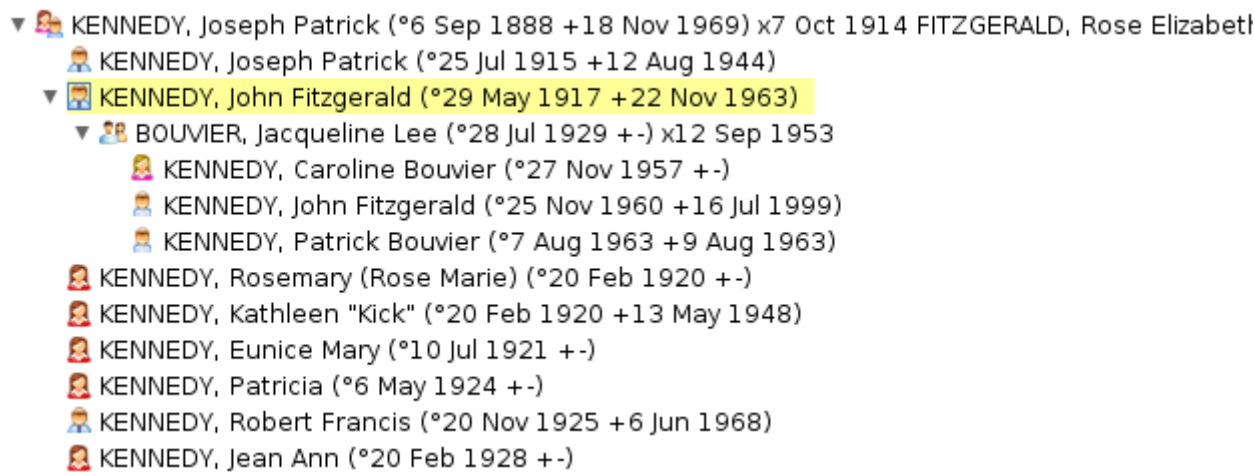 KENNEDY, Joseph Patrick (°6 Sep 1888 +18 Nov 1969) x7 Oct 1914 FITZGERALD, Rose Elizabeth
KENNEDY, Joseph Patrick (°25 Jul 1915 +12 Aug 1944)
KENNEDY, John Fitzgerald (°29 May 1917 +22 Nov 1963)
BOUVIER, Jacqueline Lee (°28 Jul 1929 +-) x12 Sep 1953
KENNEDY, Caroline Bouvier (°27 Nov 1957 +-)
KENNEDY, John Fitzgerald (°25 Nov 1960 +16 Jul 1999)
KENNEDY, Patrick Bouvier (°7 Aug 1963 +9 Aug 1963)
KENNEDY, Rosemary (Rose Marie) (°20 Feb 1920 +-)
KENNEDY, Kathleen "Kick" (°20 Feb 1920 +13 May 1948)
KENNEDY, Eunice Mary (°10 Jul 1921 +-)
KENNEDY, Patricia (°6 May 1924 +-)
KENNEDY, Robert Francis (°20 Nov 1925 +6 Jun 1968)
KENNEDY, Jean Ann (°20 Feb 1928 +-)